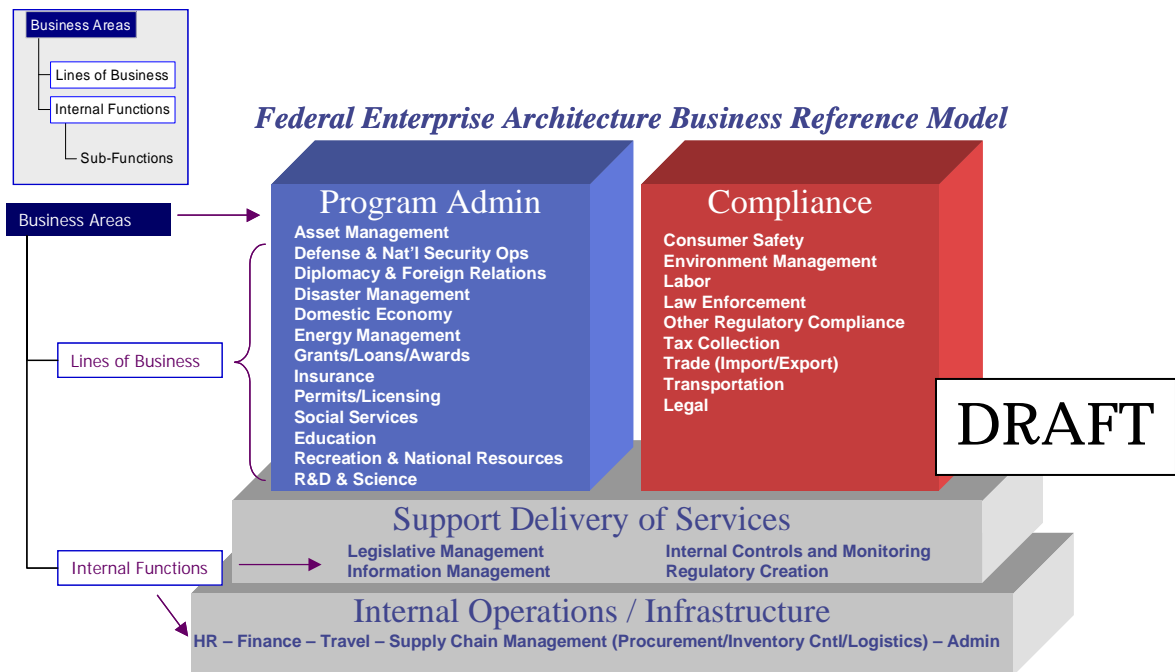 Business Areas
Lines of Business
Internal Functions
Sub-Functions
Federal Enterprise Architecture Business Reference Model
Business Areas
Lines of Business
Internal Functions
Program Admin
Asset Management
Defense & Nat'l Security Ops
Diplomacy & Foreign Relations
Disaster Management
Domestic Economy
Energy Management
Grants/Loans/Awards
Insurance
Permits/Licensing
Social Services
Education
Recreation & National Resources
R&D & Science
Compliance
Consumer Safety
Environment Management
Labor
Law Enforcement
Other Regulatory Compliance
Tax Collection
Trade (Import/Export)
Transportation
Legal
DRAFT
Support Delivery of Services
Legislative Management
Information Management
Internal Controls and Monitoring
Regulatory Creation
Internal Operations / Infrastructure
HR – Finance – Travel – Supply Chain Management (Procurement/Inventory Cntl/Logistics) – Admin